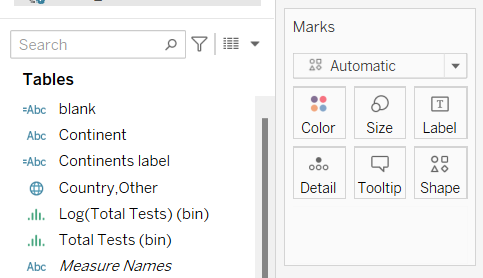 Search
Tables
=Abc blank
Abc Continent
=Abc Continents label
Country,Other
Log(Total Tests) (bin)
Total Tests (bin)
Abc Measure Names
Marks
Automatic
Color Size T Label
Detail Tooltip Shape